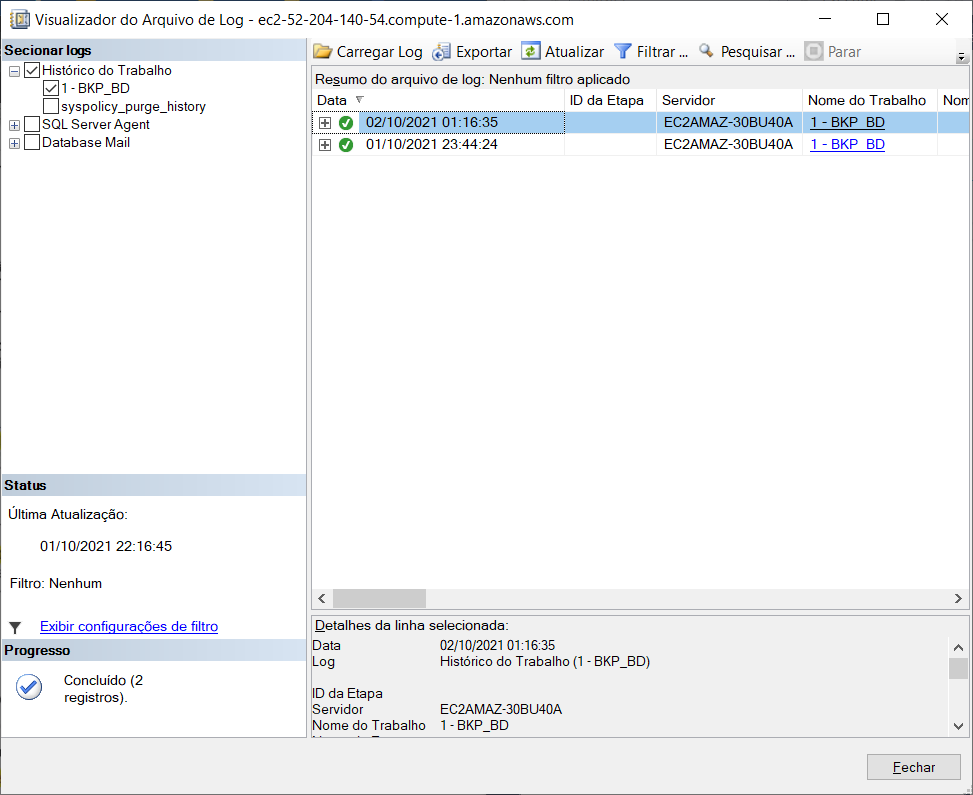 Visualizador do Arquivo de Log - ec2-52-204-140-54.compute-1.amazonaws.com
Secionar logs
Histórico do Trabalho
1 - BKP_BD
syspolicy_purge_history
SQL Server Agent
Database Mail
Carregar Log Exportar Atualizar Filtrar ... Pesquisar ... Parar
Resumo do arquivo de log: Nenhum filtro aplicado
Data ID da Etapa Servidor Nome do Trabalho Nom
02/10/2021 01:16:35 EC2AMAZ-30BU40A 1 - BKP_BD
01/10/2021 23:44:24 EC2AMAZ-30BU40A 1 - BKP_BD
Status
Última Atualização:
01/10/2021 22:16:45
Filtro: Nenhum
Exibir configurações de filtro
Progresso
Concluído (2
registros).
Detalhes da linha selecionada:
Data 02/10/2021 01:16:35
Log Histórico do Trabalho (1 - BKP_BD)
ID da Etapa
Servidor EC2AMAZ-30BU40A
Nome do Trabalho 1 - BKP_BD
Fechar